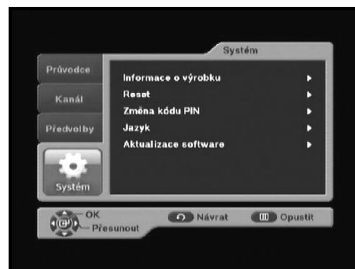 Systém
Průvodce
Kanál
Předvolby
Systém
Informace o výrobku
Reset
Změna kódu PIN
Jazyk
Aktualizace software
OK
Přesunout
Návrat
Opustit